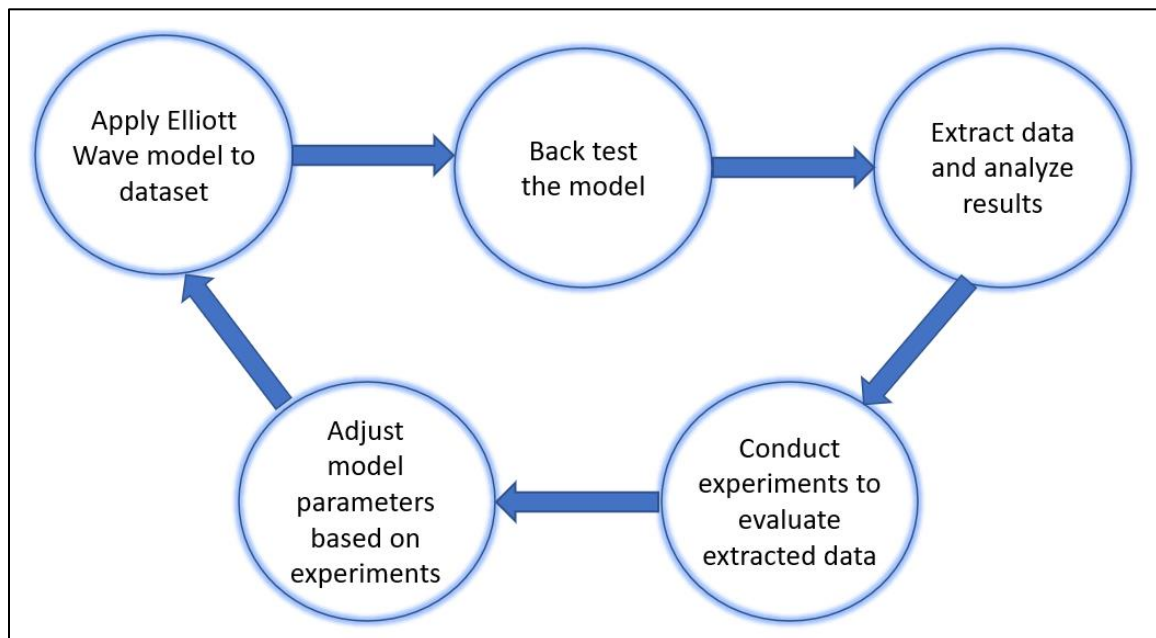 Apply Elliott
Wave model to
dataset
Back test
the model
Extract data
and analyze
results
Conduct
experiments to
evaluate
extracted data
Adjust
model
parameters
based on
experiments